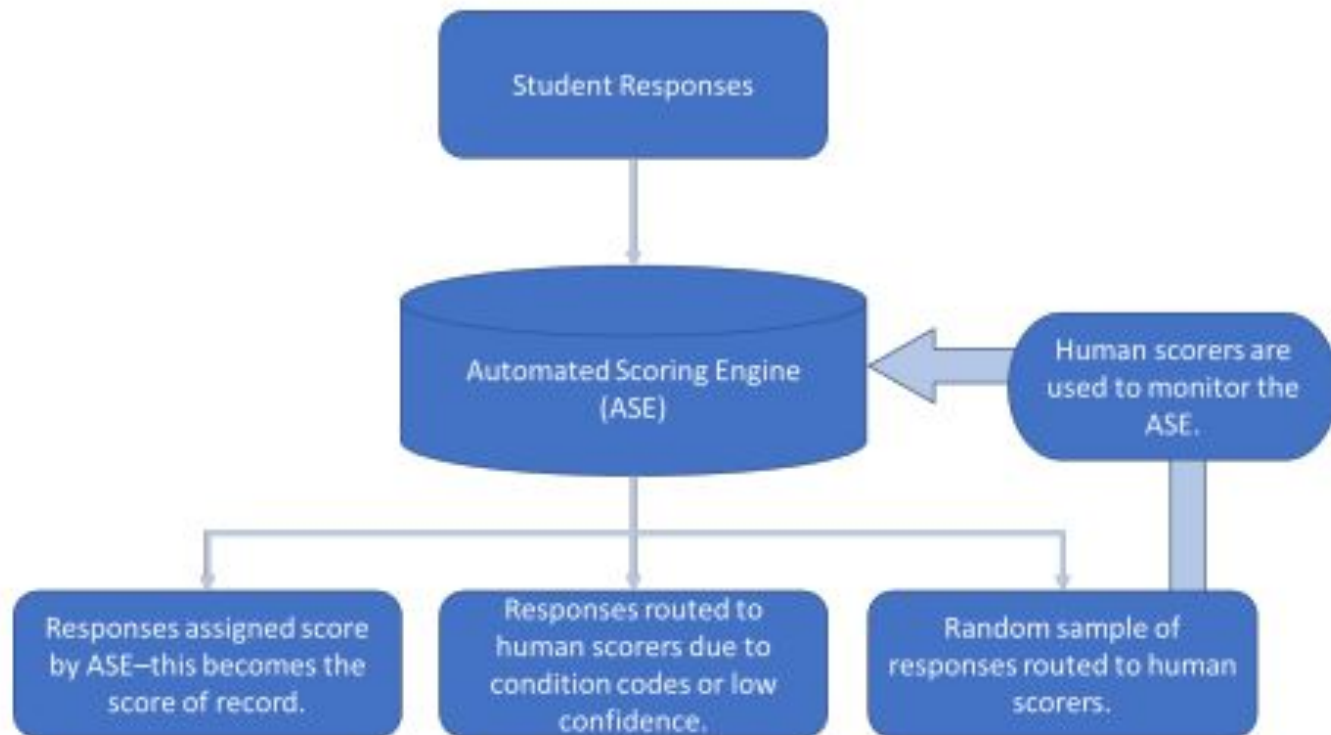 Student Responses
Automated Scoring Engine
(ASE)
Human scorers are
used to monitor the
ASE.
Responses assigned score
by ASE–this becomes the
score of record.
Responses routed to
human scorers due to
condition codes or low
confidence.
Random sample of
responses routed to human
scorers.